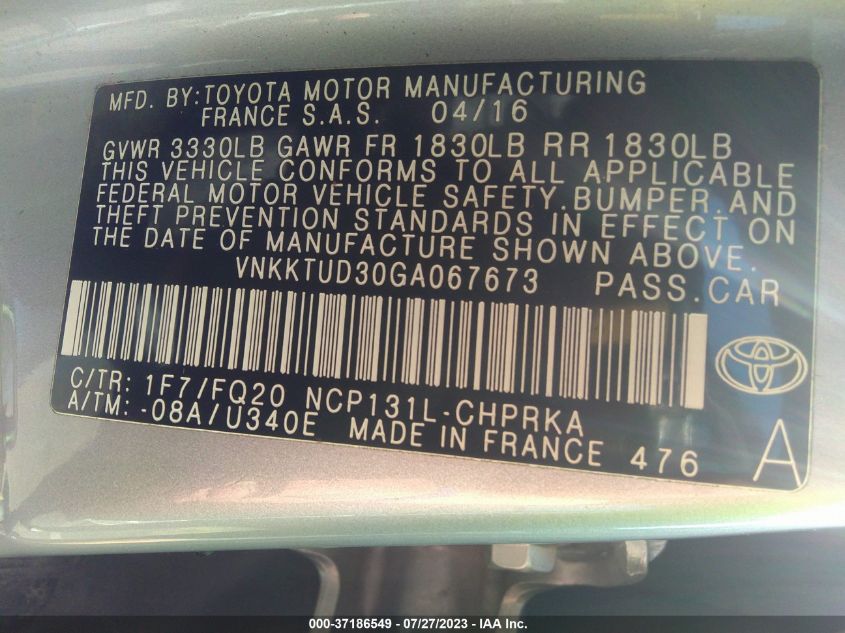 MFD. BY:TOYOTA MOTOR MANUFACTURING
FRANCE S.A.S. 04/16
GVWR 3330LB GAWR FR 1830LB RR 1830LB
THIS VEHICLE CONFORMS TO ALL APPLICABLE
FEDERAL MOTOR VEHICLE SAFETY,BUMPER,AND
THEFT PREVENTION STANDARDS IN EFFECT ON
THE DATE OF MANUFACTURE SHOWN ABOVE.
VNKKTUD30GA067673 PASS.CAR
C/TR: 1F7/FQ20 NCP131L-CHPRKA
A/TM: -08A/U340E MADE IN FRANCE 476
A
000-37186549 / 07/27/2023 - IAA Inc.